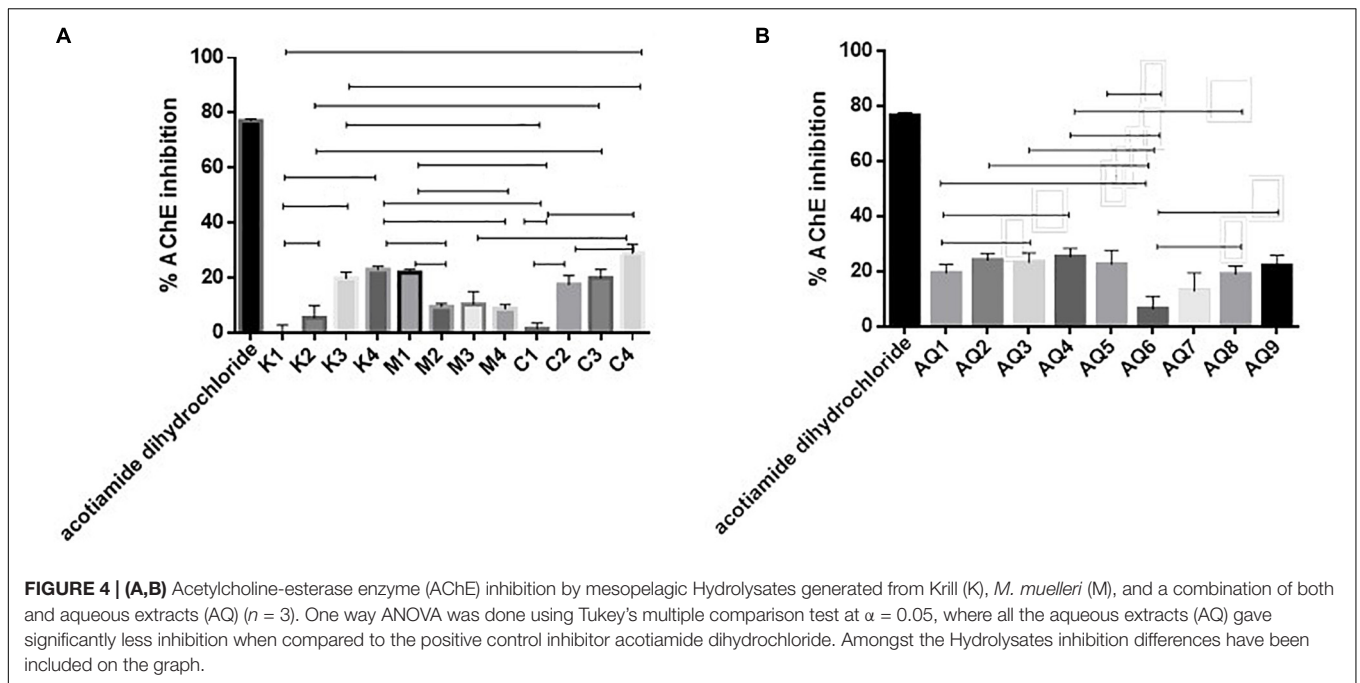 A
B
100
80
60
40
20
0
% AChE inhibition
acotiamide dihydrochloride
K1
K2
K3
K4
M1
M2
M3
M4
C1
C2
C3
C4
100
80
60
40
20
0
% AChE inhibition
acotiamide dihydrochloride
AQ1
AQ2
AQ3
AQ4
AQ5
AQ6
AQ7
AQ8
AQ9
FIGURE 4 | (A,B) Acetylcholine-esterase enzyme (AChE) inhibition by mesopelagic Hydrolysates generated from Krill (K), M. muelleri (M), and a combination of both
and aqueous extracts (AQ) (n = 3). One way ANOVA was done using Tukey's multiple comparison test at α = 0.05, where all the aqueous extracts (AQ) gave
significantly less inhibition when compared to the positive control inhibitor acotiamide dihydrochloride. Amongst the Hydrolysates inhibition differences have been
included on the graph.